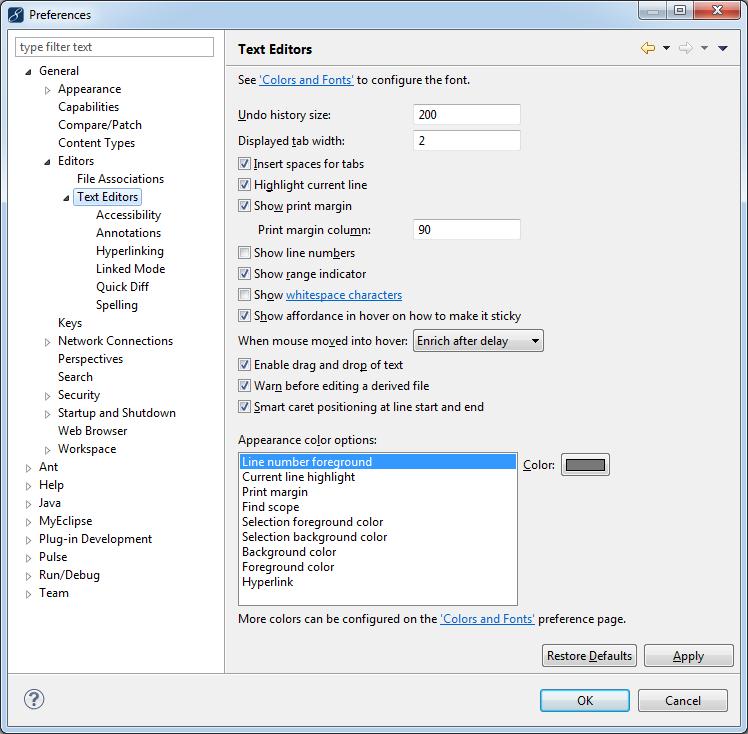 Preferences
type filter text
General
Appearance
Capabilities
Compare/Patch
Content Types
Editors
File Associations
Text Editors
Accessibility
Annotations
Hyperlinking
Linked Mode
Quick Diff
Spelling
Keys
Network Connections
Perspectives
Search
Security
Startup and Shutdown
Web Browser
Workspace
Ant
Help
Java
MyEclipse
Plug-in Development
Pulse
Run/Debug
Team
Text Editors
See 'Colors and Fonts' to configure the font.
Undo history size: 200
Displayed tab width: 2
Insert spaces for tabs
Highlight current line
Show print margin
Print margin column: 90
Show line numbers
Show range indicator
Show whitespace characters
Show affordance in hover on how to make it sticky
When mouse moved into hover: Enrich after delay
Enable drag and drop of text
Warn before editing a derived file
Smart caret positioning at line start and end
Appearance color options:
Line number foreground
Color:
Current line highlight
Print margin
Find scope
Selection foreground color
Selection background color
Background color
Foreground color
Hyperlink
More colors can be configured on the 'Colors and Fonts' preference page.
Restore Defaults Apply
? OK Cancel